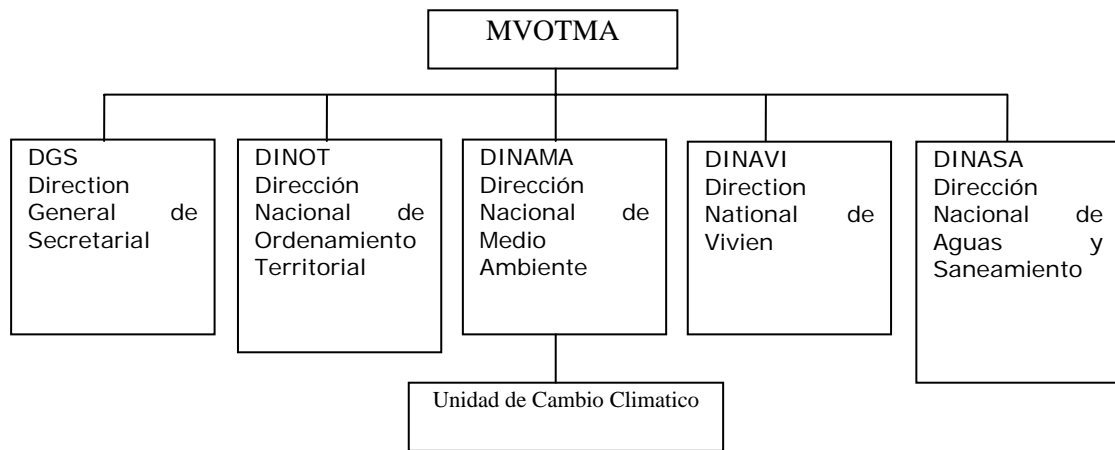 MVOTMA
DGS
Direction
General de
Secretarial
DINOT
Dirección
Nacional de
Ordenamiento
Territorial
DINAMA
Dirección
Nacional de
Medio
Ambiente
DINAVI
Direction
National de
Vivien
DINASA
Dirección
Nacional de
Aguas y
Saneamiento
Unidad de Cambio Climatico